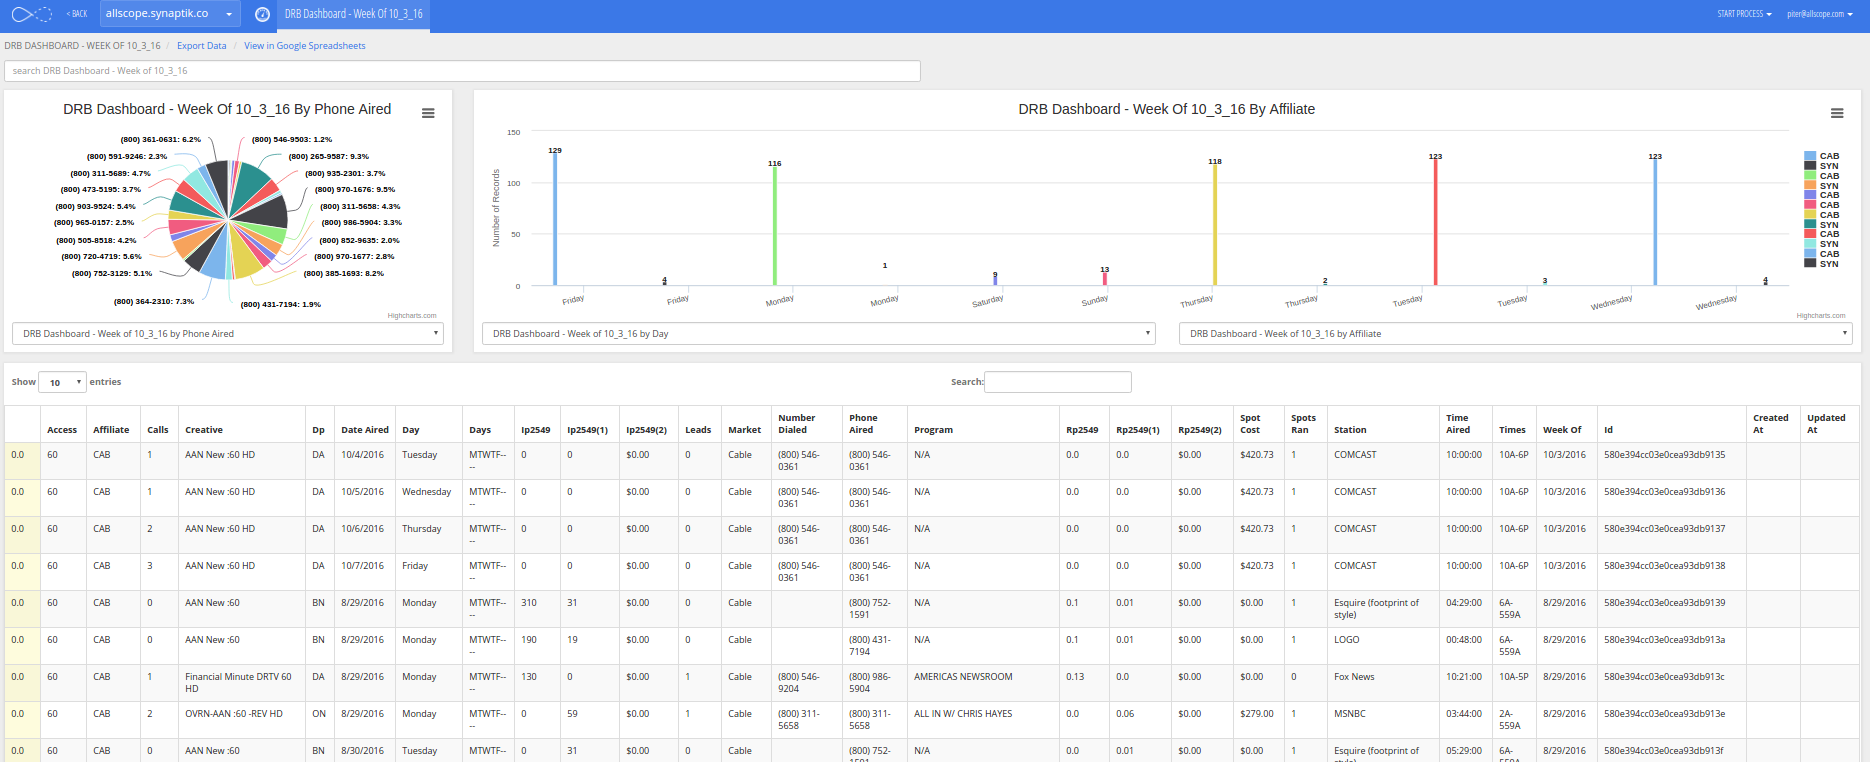 < BACK allscope.synaptik.co DRB Dashboard - Week Of 10_3_16 START PROCESS piter@allscope.com
DRB DASHBOARD - WEEK OF 10_3_16 / Export Data / View in Google Spreadsheets
search DRB Dashboard - Week of 10_3_16
DRB Dashboard - Week Of 10_3_16 By Phone Aired
(800) 361-0631: 6.2%
(800) 591-9246: 2.3%
(800) 311-5689: 4.7%
(800) 473-5195: 3.7%
(800) 903-9524: 5.4%
(800) 965-0157: 2.5%
(800) 505-8518: 4.2%
(800) 720-4719: 5.6%
(800) 752-3129: 5.1%
(800) 364-2310: 7.3%
(800) 546-9503: 1.2%
(800) 265-9587: 9.3%
(800) 935-2301: 3.7%
(800) 970-1676: 9.5%
(800) 311-5658: 4.3%
(800) 986-5904: 3.3%
(800) 852-9635: 2.0%
(800) 970-1677: 2.8%
(800) 385-1693: 8.2%
(800) 431-7194: 1.9%
Highcharts.com
DRB Dashboard - Week of 10_3_16 by Phone Aired
DRB Dashboard - Week Of 10_3_16 By Affiliate
Number of Records
150
100
50
0
129 4 116 1 9 13 118 2 123 3 123 4
Friday Friday Monday Monday Saturday Sunday Thursday Thursday Tuesday Tuesday Wednesday Wednesday
CAB
SYN
CAB
SYN
CAB
CAB
CAB
SYN
CAB
SYN
CAB
SYN
Highcharts.com
DRB Dashboard - Week of 10_3_16 by Day
DRB Dashboard - Week of 10_3_16 by Affiliate
Show 10 entries Search:
Access Affiliate Calls Creative Dp Date Aired Day Days Ip2549 Ip2549(1) Ip2549(2) Leads Market Number Dialed Phone Aired Program Rp2549 Rp2549(1) Rp2549(2) Spot Cost Spots Ran Station Time Aired Times Week Of Id Created At Updated At
0.0 60 CAB 1 AAN New :60 HD DA 10/4/2016 Tuesday MTWTF---- 0 0 $0.00 0 Cable (800) 546-0361 (800) 546-0361 N/A 0.0 0.0 $0.00 $420.73 1 COMCAST 10:00:00 10A-6P 10/3/2016 580e394cc03e0cea93db9135
0.0 60 CAB 1 AAN New :60 HD DA 10/5/2016 Wednesday MTWTF---- 0 0 $0.00 0 Cable (800) 546-0361 (800) 546-0361 N/A 0.0 0.0 $0.00 $420.73 1 COMCAST 10:00:00 10A-6P 10/3/2016 580e394cc03e0cea93db9136
0.0 60 CAB 2 AAN New :60 HD DA 10/6/2016 Thursday MTWTF---- 0 0 $0.00 0 Cable (800) 546-0361 (800) 546-0361 N/A 0.0 0.0 $0.00 $420.73 1 COMCAST 10:00:00 10A-6P 10/3/2016 580e394cc03e0cea93db9137
0.0 60 CAB 3 AAN New :60 HD DA 10/7/2016 Friday MTWTF---- 0 0 $0.00 0 Cable (800) 546-0361 (800) 546-0361 N/A 0.0 0.0 $0.00 $420.73 1 COMCAST 10:00:00 10A-6P 10/3/2016 580e394cc03e0cea93db9138
0.0 60 CAB 0 AAN New :60 BN 8/29/2016 Monday MTWTF---- 310 31 $0.00 0 Cable (800) 752-1591 N/A 0.1 0.01 $0.00 $0.00 1 Esquire (footprint of style) 04:29:00 6A-559A 8/29/2016 580e394cc03e0cea93db9139
0.0 60 CAB 0 AAN New :60 BN 8/29/2016 Monday MTWTF---- 190 19 $0.00 0 Cable (800) 431-7194 N/A 0.1 0.01 $0.00 $0.00 1 LOGO 00:48:00 6A-559A 8/29/2016 580e394cc03e0cea93db913a
0.0 60 CAB 1 Financial Minute DRTV 60 HD DA 8/29/2016 Monday MTWTF---- 130 0 $0.00 1 Cable (800) 546-9204 (800) 986-5904 AMERICAS NEWSROOM 0.13 0.0 $0.00 $0.00 0 Fox News 10:21:00 10A-5P 8/29/2016 580e394cc03e0cea93db913c
0.0 60 CAB 2 OVRN-AAN :60 -REV HD ON 8/29/2016 Monday MTWTF---- 0 59 $0.00 1 Cable (800) 311-5658 (800) 311-5658 ALL IN W/ CHRIS HAYES 0.0 0.06 $0.00 $279.00 1 MSNBC 03:44:00 2A-559A 8/29/2016 580e394cc03e0cea93db913e
0.0 60 CAB 0 AAN New :60 BN 8/30/2016 Tuesday MTWTF-- 0 31 $0.00 0 Cable (800) 752- N/A 0.0 0.01 $0.00 $0.00 1 Esquire (footprint of 05:29:00 6A- 8/29/2016 580e394cc03e0cea93db913f